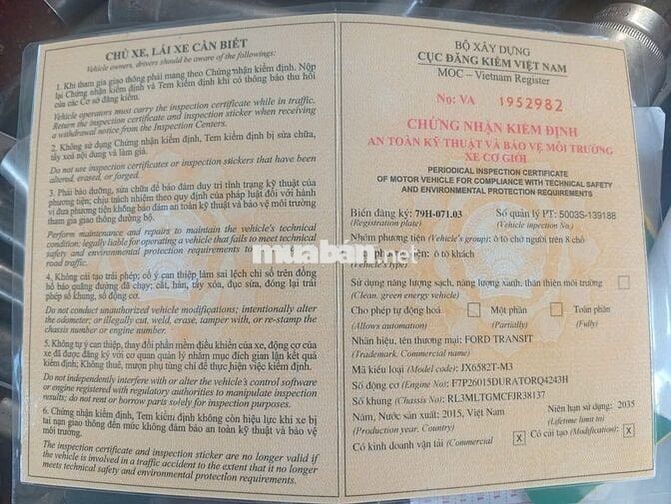 CHỦ XE, LÁI XE CẦN BIẾT
Vehicle owners, drivers should be aware of the followings:
1. Khi tham gia giao thông phải mang theo Chứng nhận kiểm định. Nộp
lại Chứng nhận kiểm định và Tem kiểm định khi có thông báo thu hồi
của các Cơ sở đăng kiểm.
Vehicle operators must carry the inspection certificate while in traffic.
Return the inspection certificate and inspection sticker when receiving
a withdrawal notice from the Inspection Centers.
2. Không sử dụng Chứng nhận kiểm định, Tem kiểm định bị sửa chữa,
tẩy xoá nội dung và làm giả.
Do not use inspection certificates or inspection stickers that have been
altered, erased, or forged.
3. Phải bảo dưỡng, sửa chữa để bảo đảm duy trì tình trạng kỹ thuật của
phương tiện; chịu trách nhiệm theo quy định của pháp luật đối với hành
vi đưa phương tiện không bảo đảm an toàn kỹ thuật và bảo vệ môi trường
tham gia giao thông đường bộ.
Perform maintenance and repairs to maintain the vehicle's technical
condition; legally liable for operating a vehicle that fails to meet technical
safety and environmental protection requirements to
road traffic.
4. Không cải tạo trái phép; cố ý can thiệp làm sai lệch chỉ số trên đồng
hồ báo quãng đường đã chạy; cắt, hàn, tẩy xóa, đục sửa, đóng lại trái
phép số khung, số động cơ.
Do not conduct unauthorized vehicle modifications; intentionally alter
the odometer; or illegally cut, weld, erase, tamper with, or re-stamp the
chassis number or engine number.
5. Không tự ý can thiệp, thay đổi phần mềm điều khiển của xe, động cơ của
xe đã được đăng ký với cơ quan quản lý nhằm mục đích gian lận kết quả
kiểm định; Không thuê, mượn phụ tùng chỉ để thực hiện việc kiểm định.
Do not independently interfere with or alter the vehicle's control software
or engine registered with regulatory authorities to manipulate inspection
results; do not rent or borrow parts solely for inspection purposes.
6. Chứng nhận kiểm định, Tem kiểm định không còn hiệu lực khi xe bị
tai nạn giao thông đến mức không đảm bảo an toàn kỹ thuật và bảo vệ
môi trường.
The inspection certificate and inspection sticker are no longer valid if
the vehicle is involved in a traffic accident to the extent that it no longer
meets technical safety and environmental protection requirements.
BỘ XÂY DỰNG
CỤC ĐĂNG KIỂM VIỆT NAM
MOC – Vietnam Register
No: VA 1952982
CHỨNG NHẬN KIỂM ĐỊNH
AN TOÀN KỸ THUẬT VÀ BẢO VỆ MÔI TRƯỜNG
XE CƠ GIỚI
PERIODICAL INSPECTION CERTIFICATE
OF MOTOR VEHICLE FOR COMPLIANCE WITH TECHNICAL SAFETY
AND ENVIRONMENTAL PROTECTION REQUIREMENTS
Biển đăng ký: 79H-071.03 Số quản lý PT: 5003S-139188
(Registration plate) (Vehicle inspection No.)
Nhóm phương tiện (Vehicle's group): ô tô chở người trên 8 chỗ
tiện: ô tô khách
(Vehicle's type)
Sử dụng năng lượng sạch, năng lượng xanh, thân thiện môi trường
(Clean, green energy vehicle)
Cho phép tự động hoá Một phần Toàn phần
(Allows automation) (Partially) (Fully)
Nhãn hiệu, tên thương mại: FORD TRANSIT
(Trademark, Commercial name)
Mã kiểu loại (Model code): JX6582T-M3
Số động cơ (Engine No): F7P26015DURATORQ4243H
Số khung (Chassis No): RL3MLTGMCFJR38137
Năm, Nước sản xuất: 2015, Việt Nam Niên hạn sử dụng: 2035
(Production year, Country) (Lifetime limit to)
Có kinh doanh vận tải (Commercial x Có cải tạo (Modification): x
muaban.net